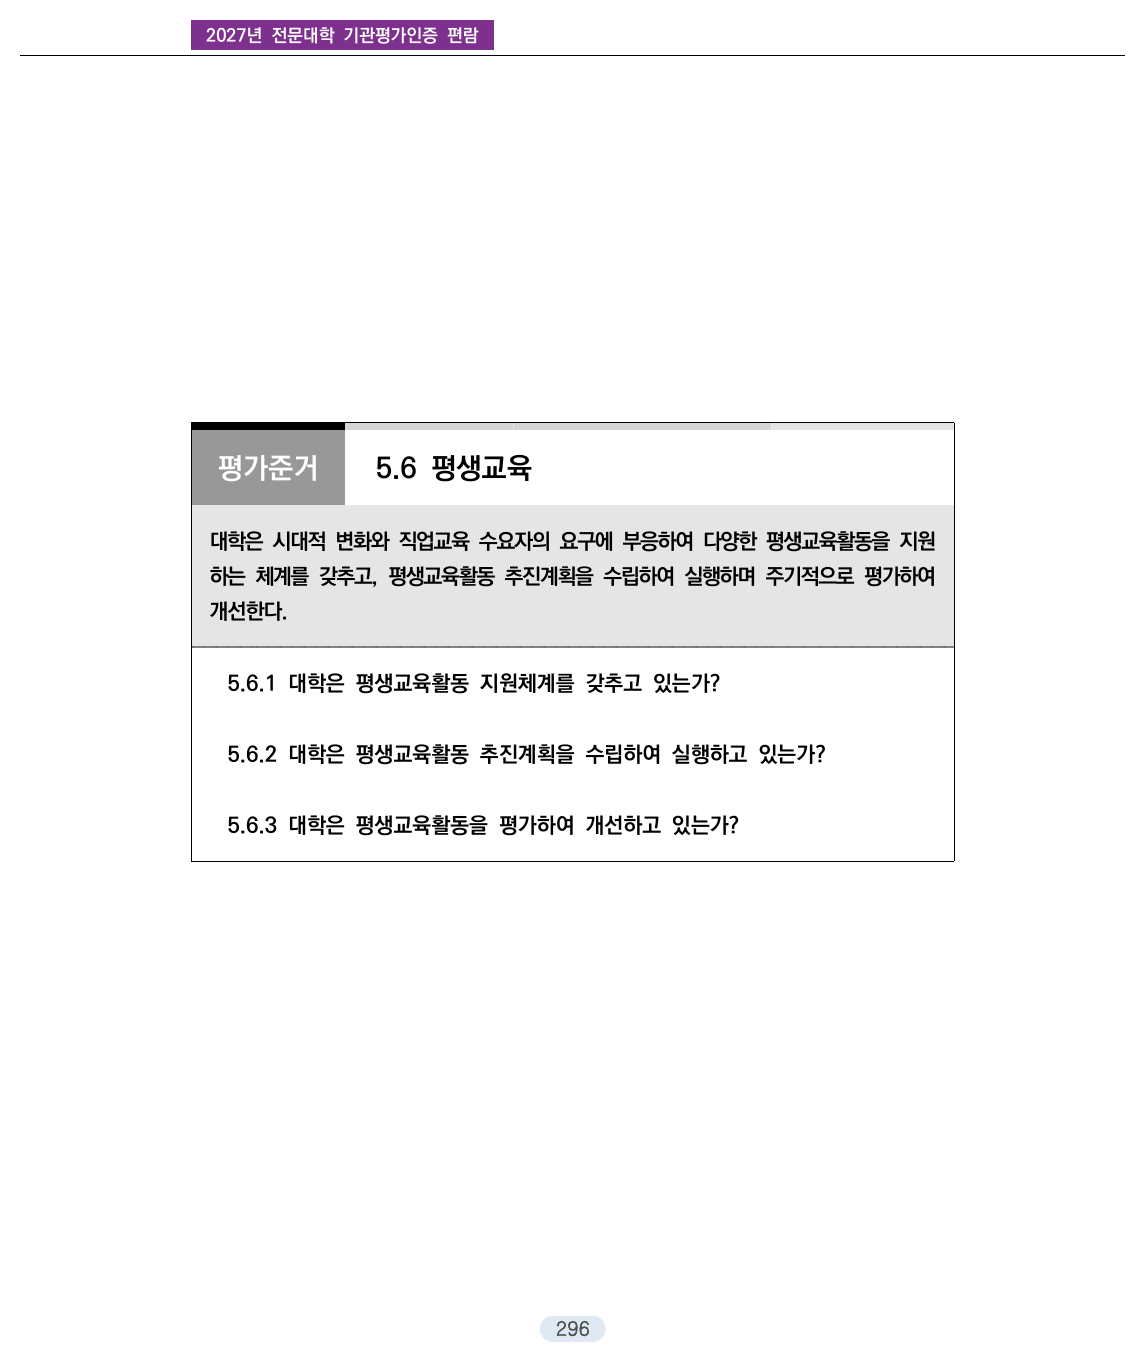 2027년 전문대학 기관평가인증 편람
평가준거
5.6 평생교육
대학은 시대적 변화와 직업교육 수요자의 요구에 부응하여 다양한 평생교육활동을 지원
하는 체계를 갖추고, 평생교육활동 추진계획을 수립하여 실행하며 주기적으로 평가하여
개선한다.
5.6.1 대학은 평생교육활동 지원체계를 갖추고 있는가?
5.6.2 대학은 평생교육활동 추진계획을 수립하여 실행하고 있는가?
5.6.3 대학은 평생교육활동을 평가하여 개선하고 있는가?
296